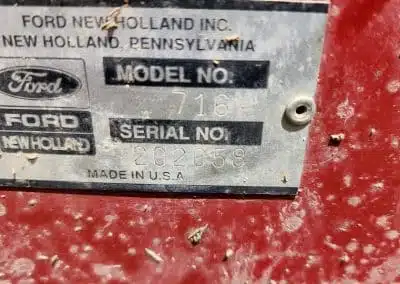 FORD NEW HOLLAND INC.
NEW HOLLAND, PENNSYLVANIA
Ford
MODEL NO.
716
FORD
NEW HOLLAND
SERIAL NO.
MADE IN U.S.A